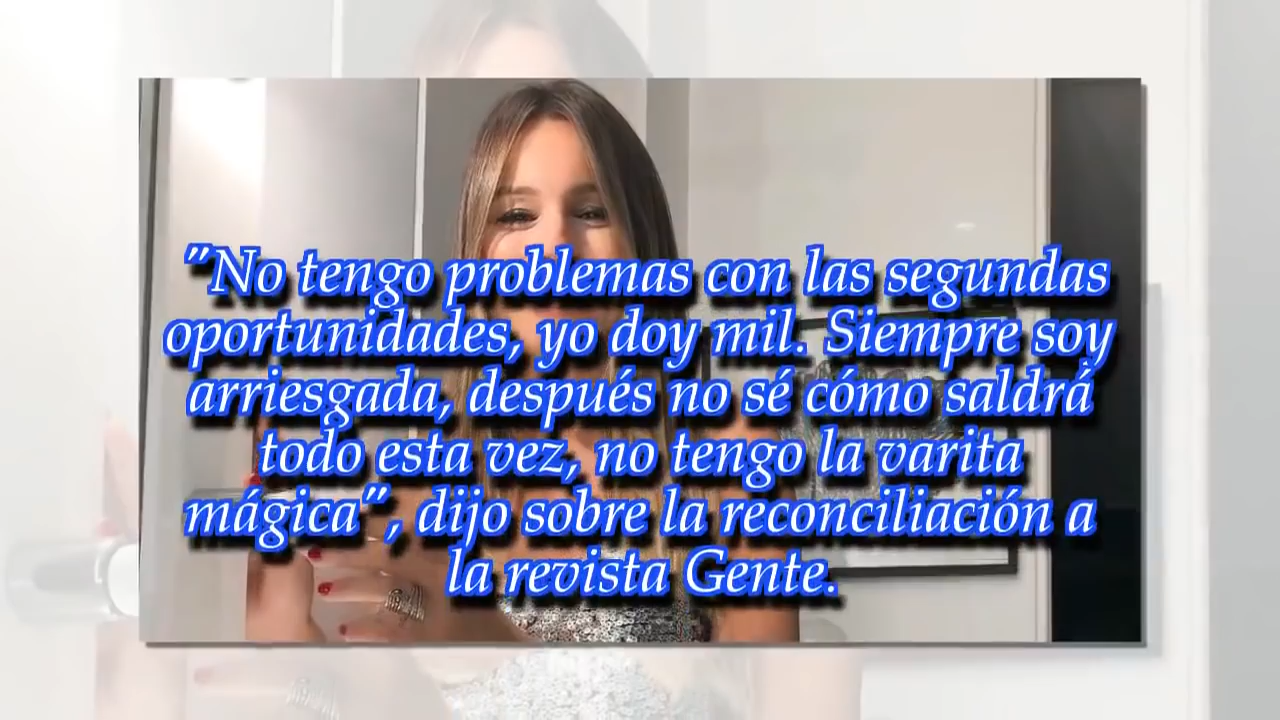 "No tengo problemas con las segundas
oportunidades, yo doy mil. Siempre soy
arriesgada, después no sé cómo saldrá
todo esta vez, no tengo la varita
mágica", dijo sobre la reconciliación a
la revista Gente.